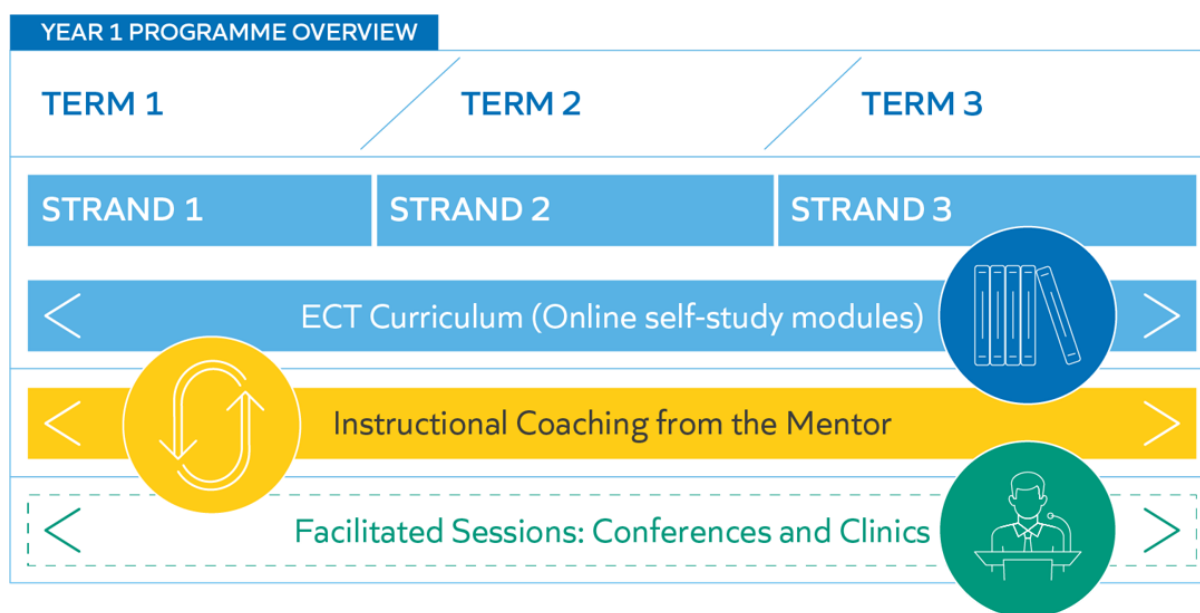 YEAR 1 PROGRAMME OVERVIEW
TERM 1
TERM 2
TERM 3
STRAND 1
STRAND 2
STRAND 3
ECT Curriculum (Online self-study modules)
Instructional Coaching from the Mentor
Facilitated Sessions: Conferences and Clinics